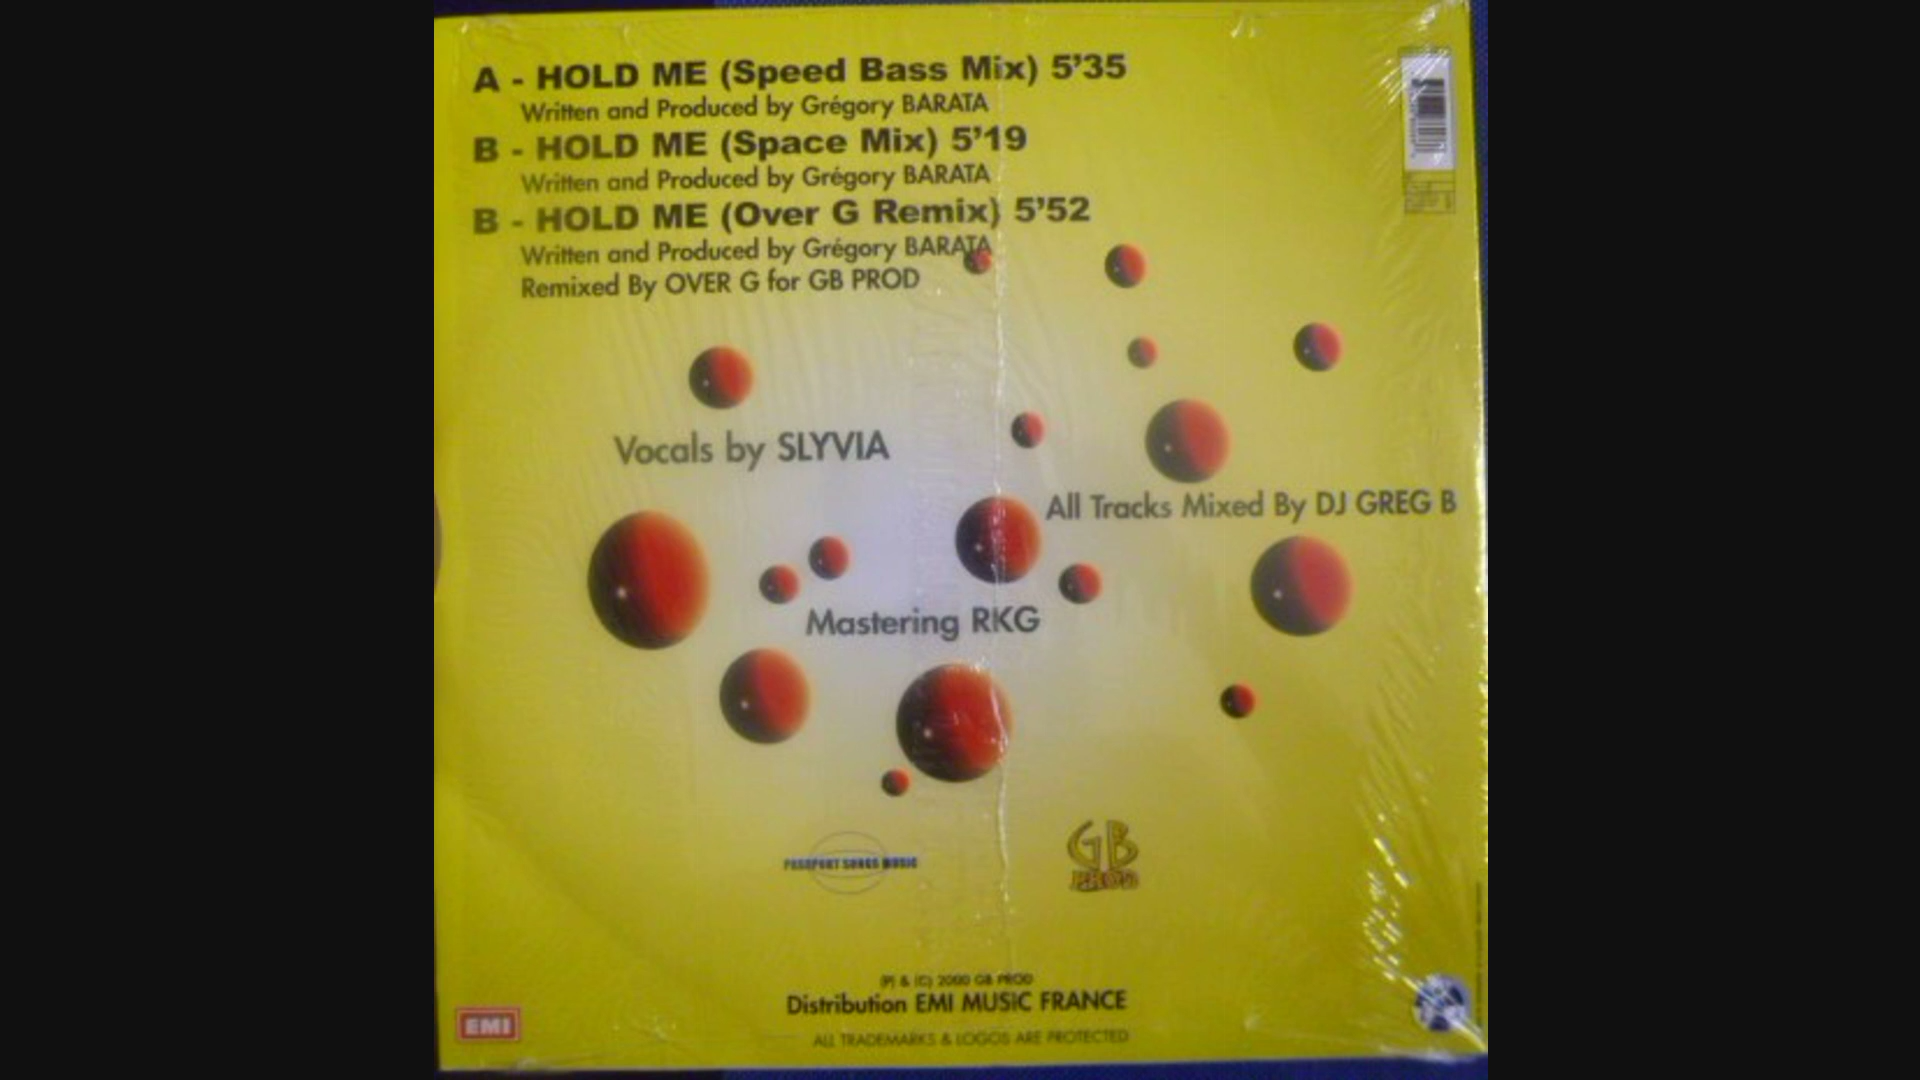 A - HOLD ME (Speed Bass Mix) 5'35
Written and Produced by Grégory BARATA
B - HOLD ME (Space Mix) 5'19
Written and Produced by Grégory BARATA
B - HOLD ME (Over G Remix) 5'52
Written and Produced by Grégory BARATA
Remixed By OVER G for GB PROD
Vocals by SLYVIA
All Tracks Mixed By DJ GREG B
Mastering RKG
PASSPORT SONGS MUSIC
GB
PROD
(P) & (C) 2000 GB PROD
Distribution EMI MUSIC FRANCE
EMI
ALL TRADEMARKS & LOGOS ARE PROTECTED